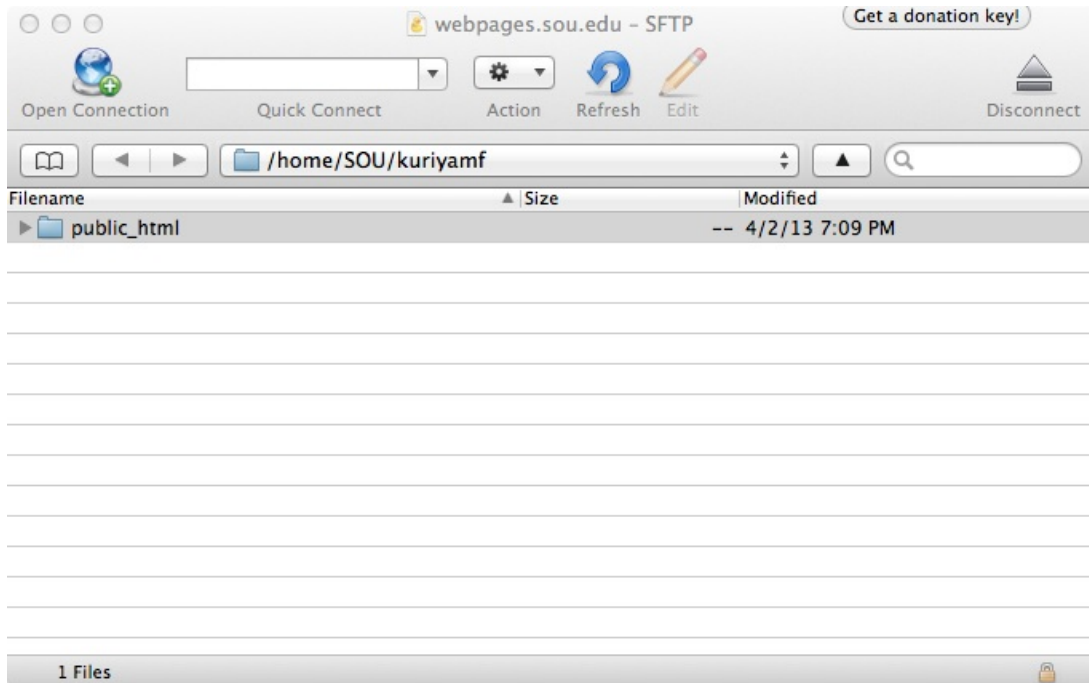 webpages.sou.edu – SFTP
Get a donation key!
Open Connection
Quick Connect
Action
Refresh
Edit
Disconnect
/home/SOU/kuriyamf
Filename
Size
Modified
public_html
-- 4/2/13 7:09 PM
1 Files